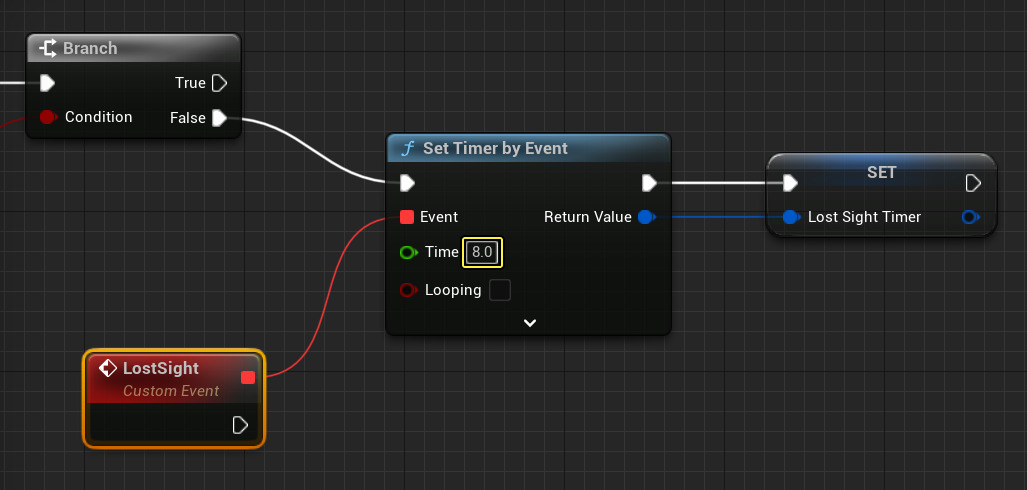 Branch
True
Condition
False
f Set Timer by Event
SET
Event
Return Value
Lost Sight Timer
Time 8.0
Looping
LostSight
Custom Event